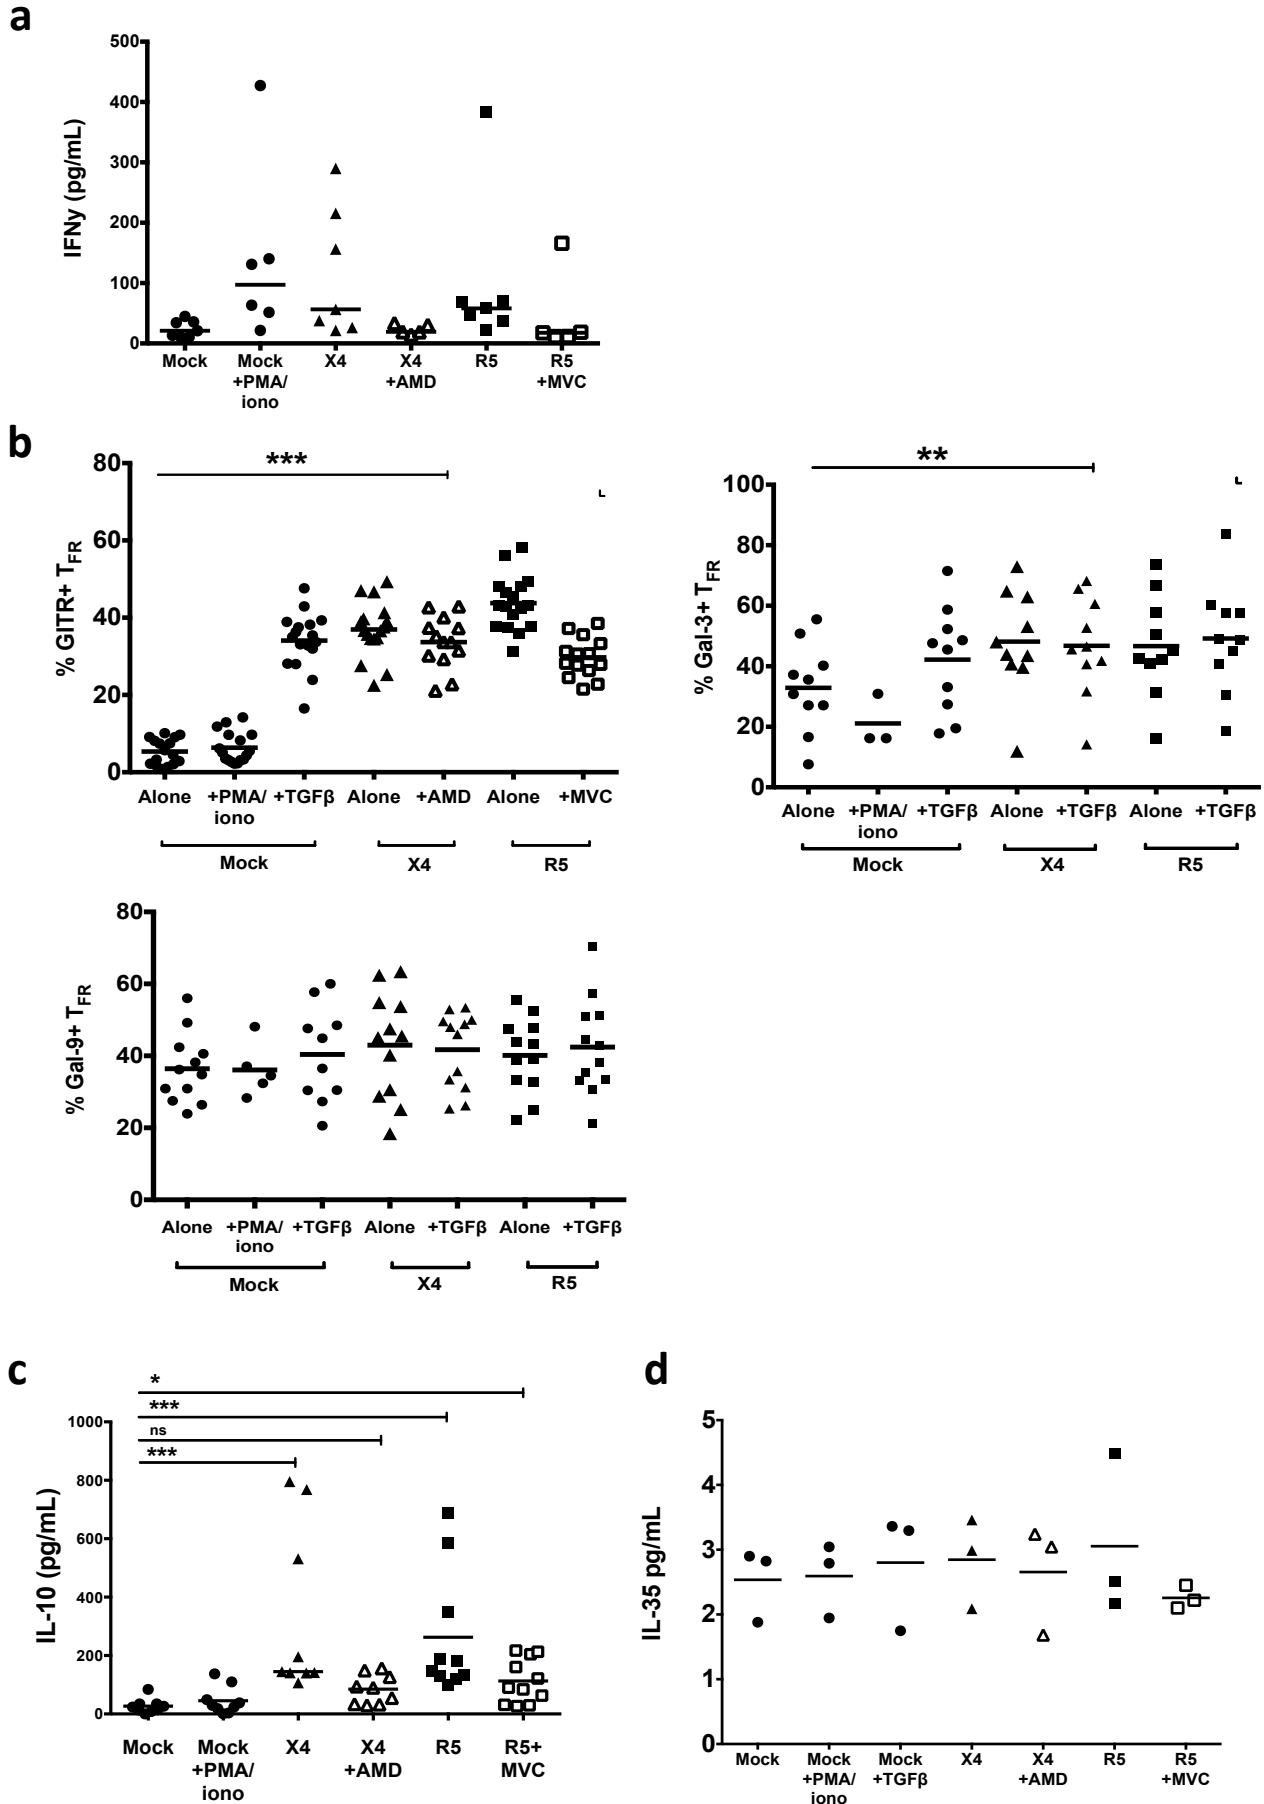 a
500
400
300
200
100
0
IFNy (pg/mL)
Mock Mock X4 X4 R5 R5
+PMA/ +AMD +MVC
iono
b
80
60
40
20
0
% GITR+ TFR
***
Alone +PMA/ +TGFβ Alone +AMD Alone +MVC
iono
Mock X4 R5
100
80
60
40
20
0
% Gal-3+ TFR
**
Alone +PMA/ +TGFβ Alone +TGFβ Alone +TGFβ
iono
Mock X4 R5
80
60
40
20
0
% Gal-9+ TFR
Alone +PMA/ +TGFβ Alone +TGFβ Alone +TGFβ
iono
Mock X4 R5
c
*
***
ns
***
1000
800
600
400
200
0
IL-10 (pg/mL)
Mock Mock X4 X4 R5 R5+
+PMA/ +AMD MVC
iono
d
5
4
3
2
1
0
IL-35 pg/mL
Mock Mock Mock X4 X4 R5 R5
+PMA/ +TGFβ +AMD +MVC
iono